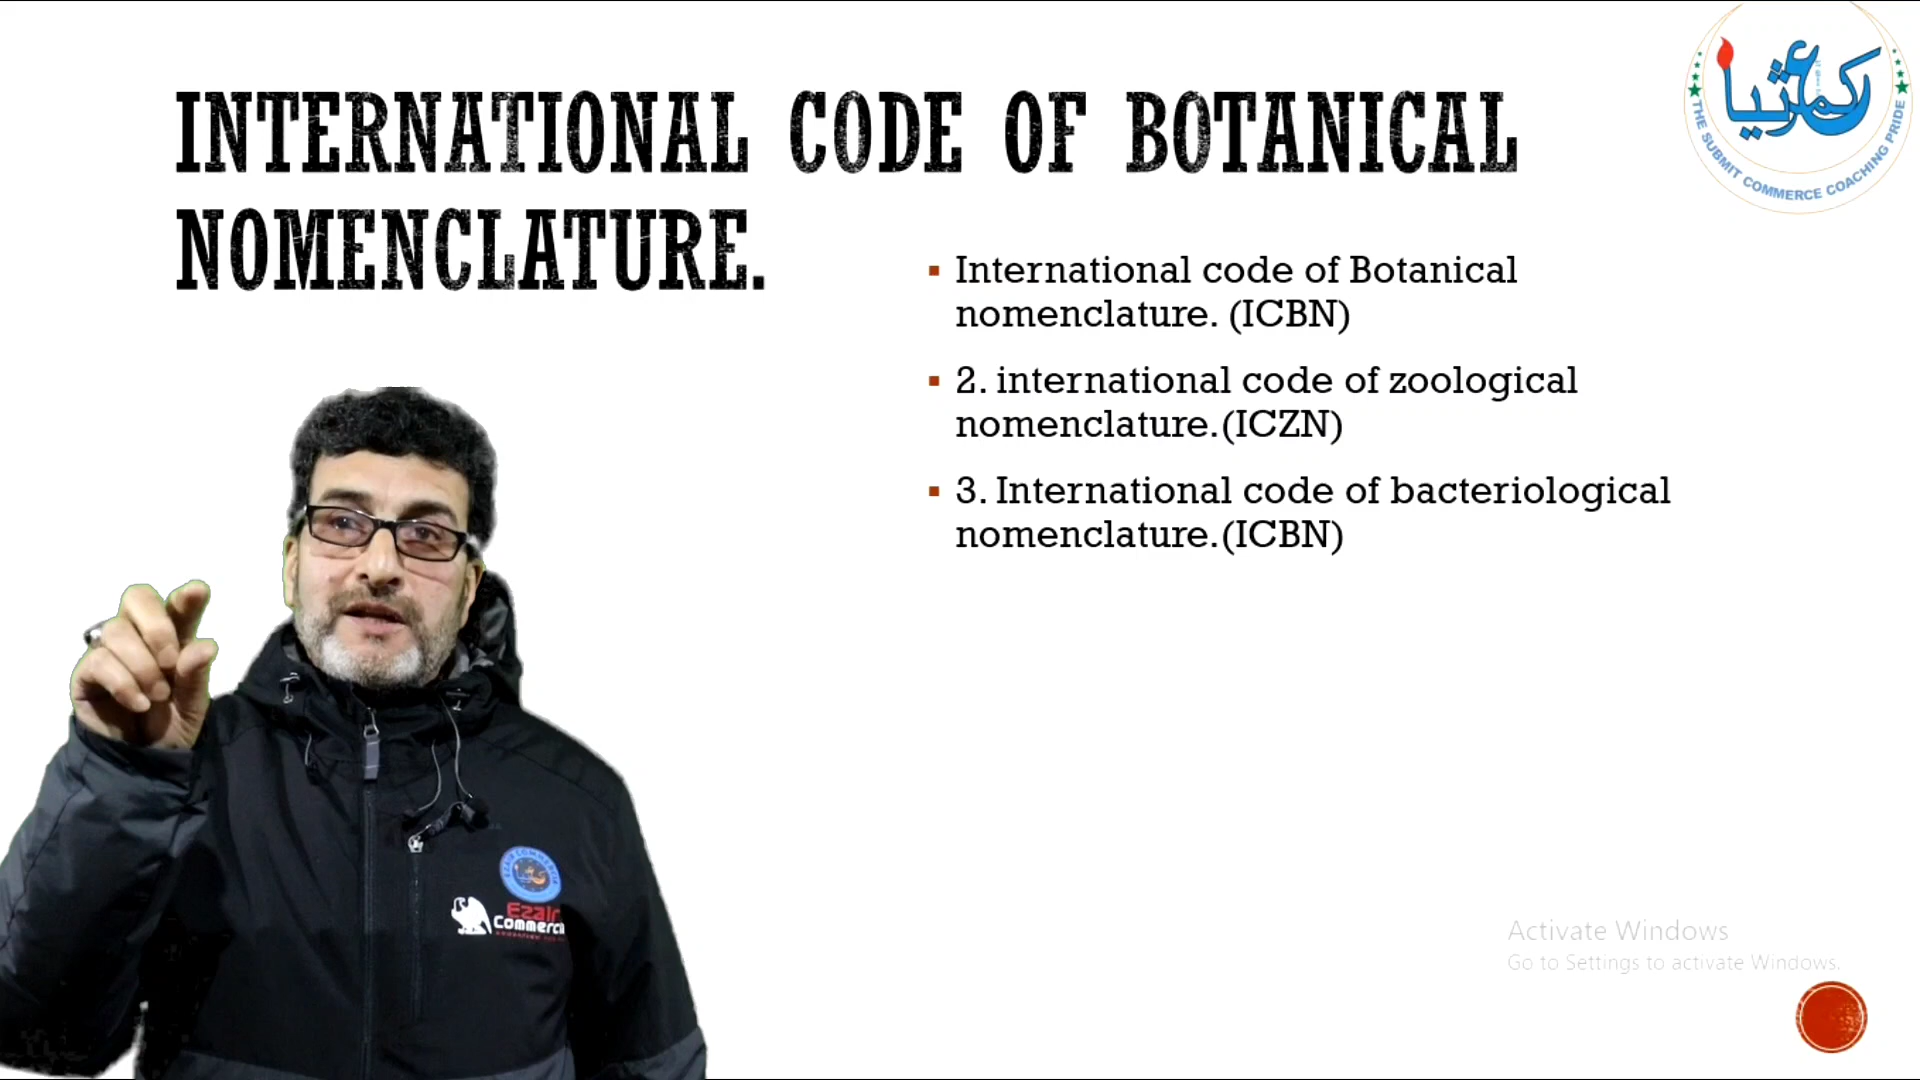 INTERNATIONAL CODE OF BOTANICAL
NOMENCLATURE.
▪ International code of Botanical
nomenclature. (ICBN)
▪ 2. international code of zoological
nomenclature.(ICZN)
▪ 3. International code of bacteriological
nomenclature.(ICBN)
THE SUBMIT COMMERCE COACHING PRIDE
Ezair
Commerc
Activate Windows
Go to Settings to activate Windows.